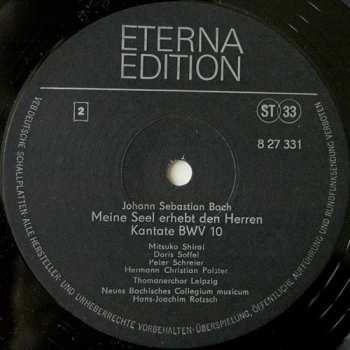 ETERNA
EDITION
2
ST 33
8 27 331
Johann Sebastian Bach
Meine Seel erhebt den Herren
Kantate BWV 10
Mitsuko Shirai
Doris Soffel
Peter Schreier
Hermann Christian Polster
Thomanerchor Leipzig
Neues Bachisches Collegium musicum
Hans-Joachim Rotzsch
VEB DEUTSCHE SCHALLPLATTEN · ALLE HERSTELLER- UND URHEBERRECHTE VORBEHALTEN · ÜBERSPIELUNG, ÖFFENTLICHE AUFFÜHRUNG UND RUNDFUNKSENDUNG VERBOTEN